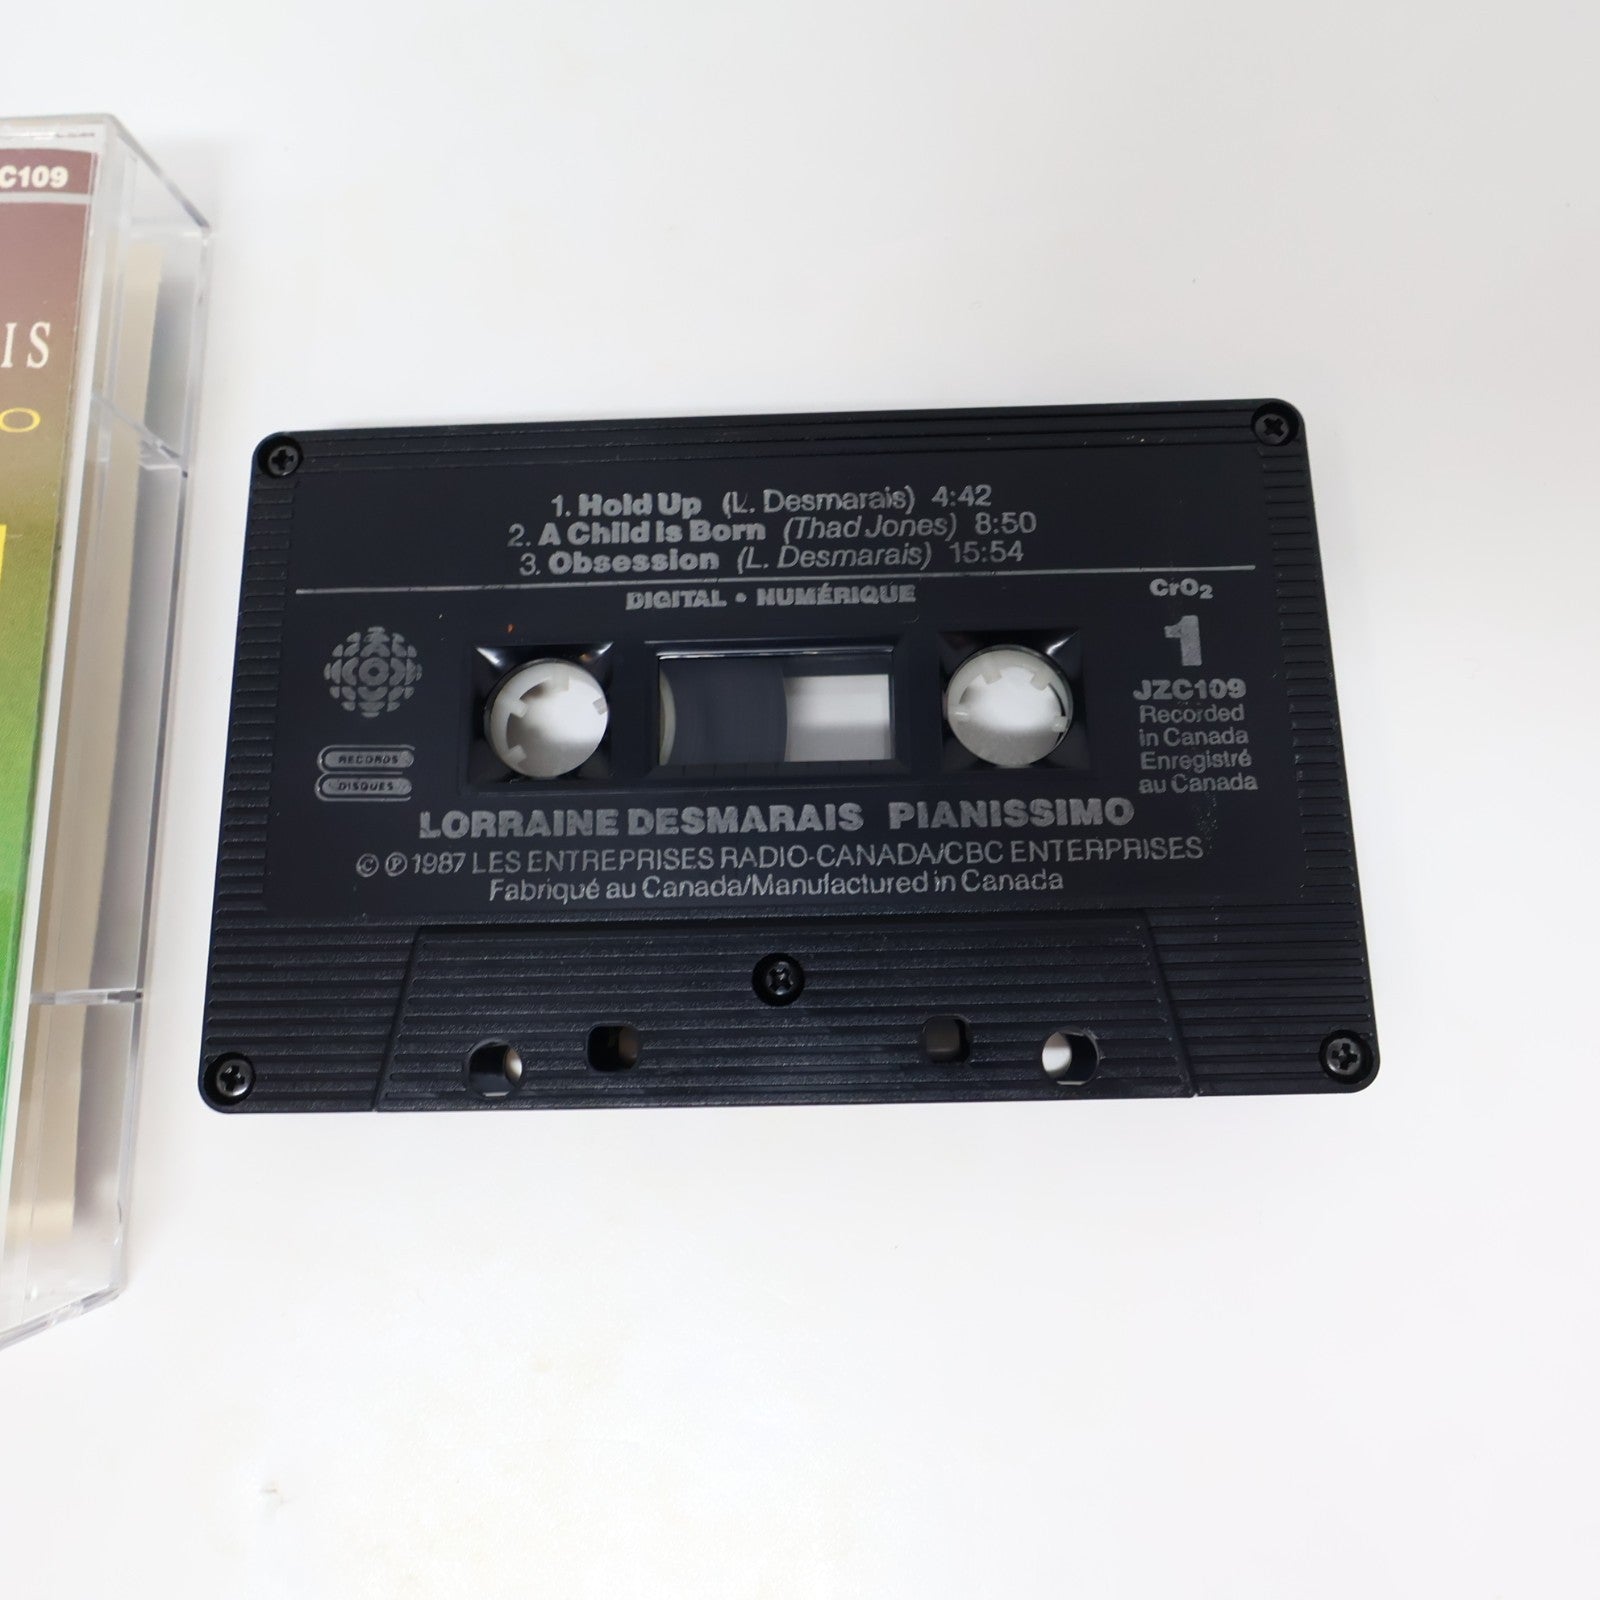 C109
IS
O
1. Hold Up (L. Desmarais) 4:42
2. A Child Is Born (Thad Jones) 8:50
3. Obsession (L. Desmarais) 15:54
DIGITAL • NUMÉRIQUE
CrO2
1
JZC109
Recorded
in Canada
Enregistré
au Canada
RECORDS
DISQUES
LORRAINE DESMARAIS PIANISSIMO
© ℗ 1987 LES ENTREPRISES RADIO-CANADA/CBC ENTERPRISES
Fabriqué au Canada/Manufactured in Canada